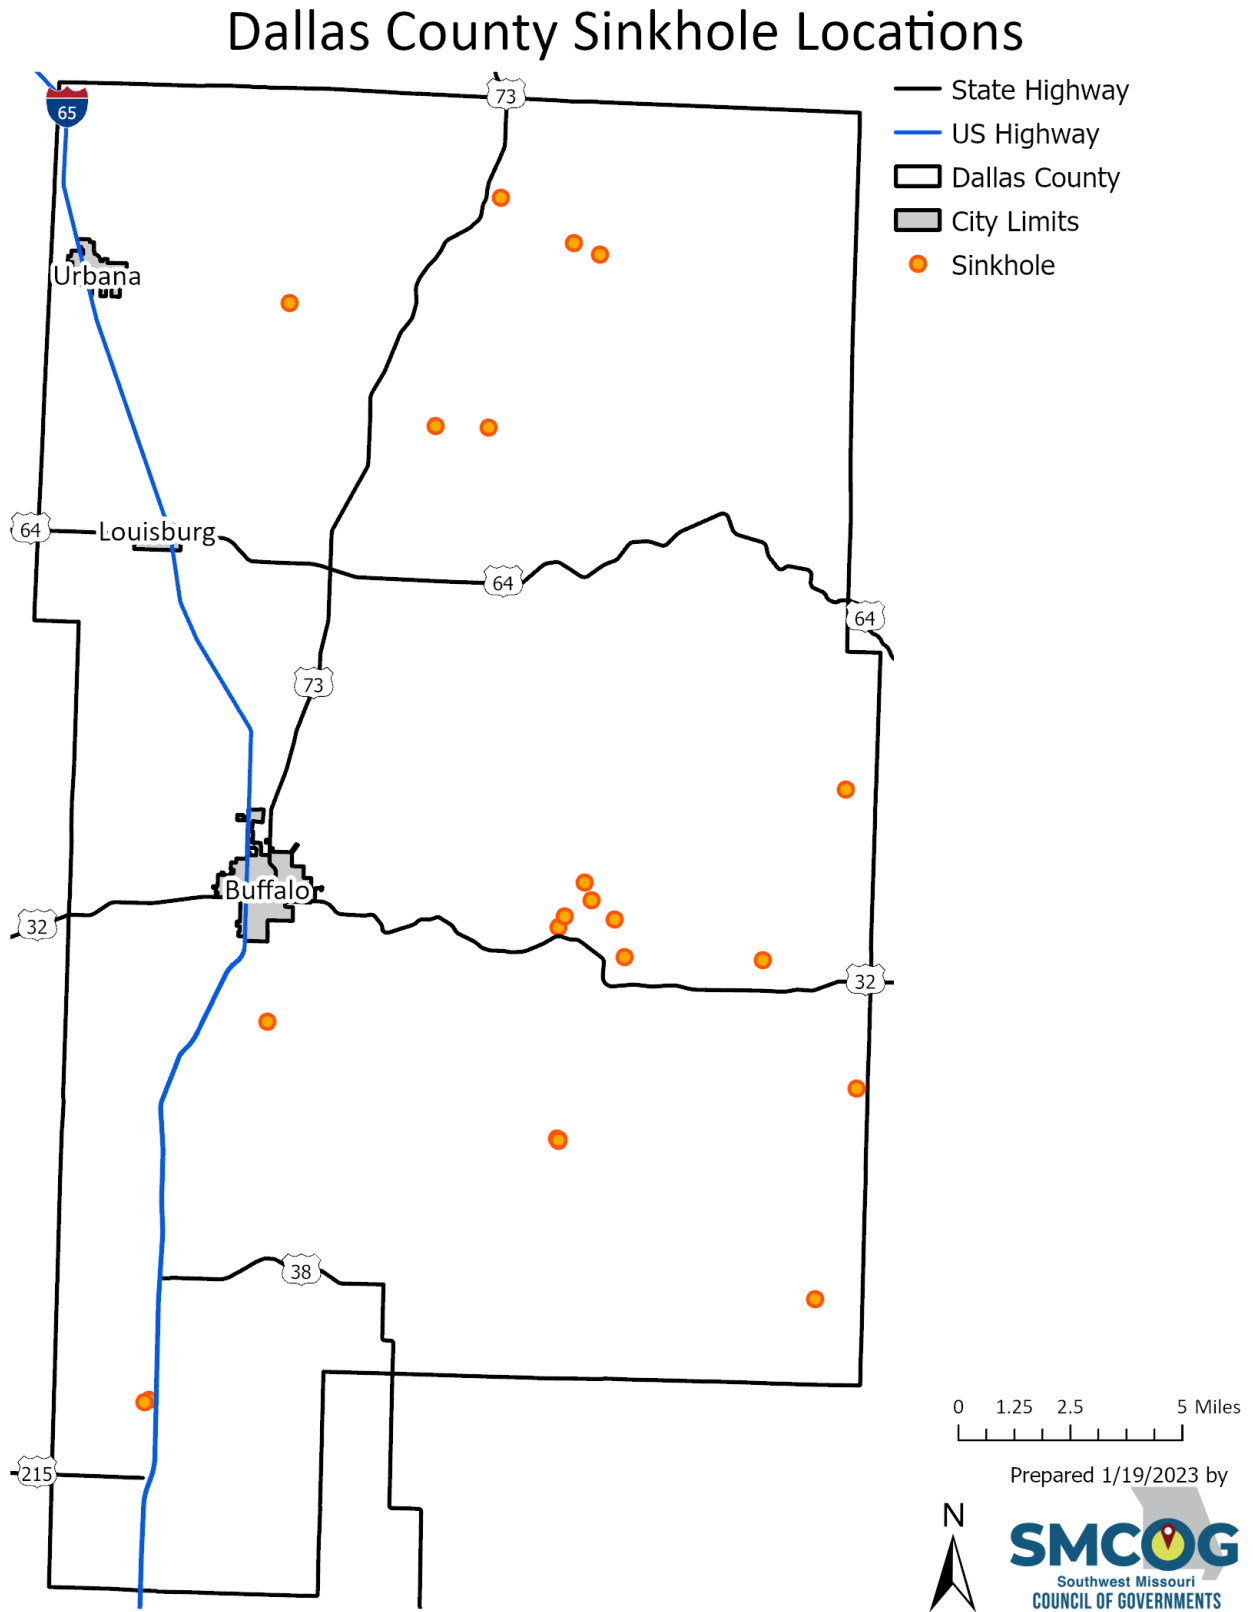 Dallas County Sinkhole Locations
73
65
State Highway
US Highway
Dallas County
City Limits
Sinkhole
Urbana
64
Louisburg
64
64
73
Buffalo
32
32
38
215
0 1.25 2.5 5 Miles
Prepared 1/19/2023 by
N
SMCOG
Southwest Missouri
COUNCIL OF GOVERNMENTS